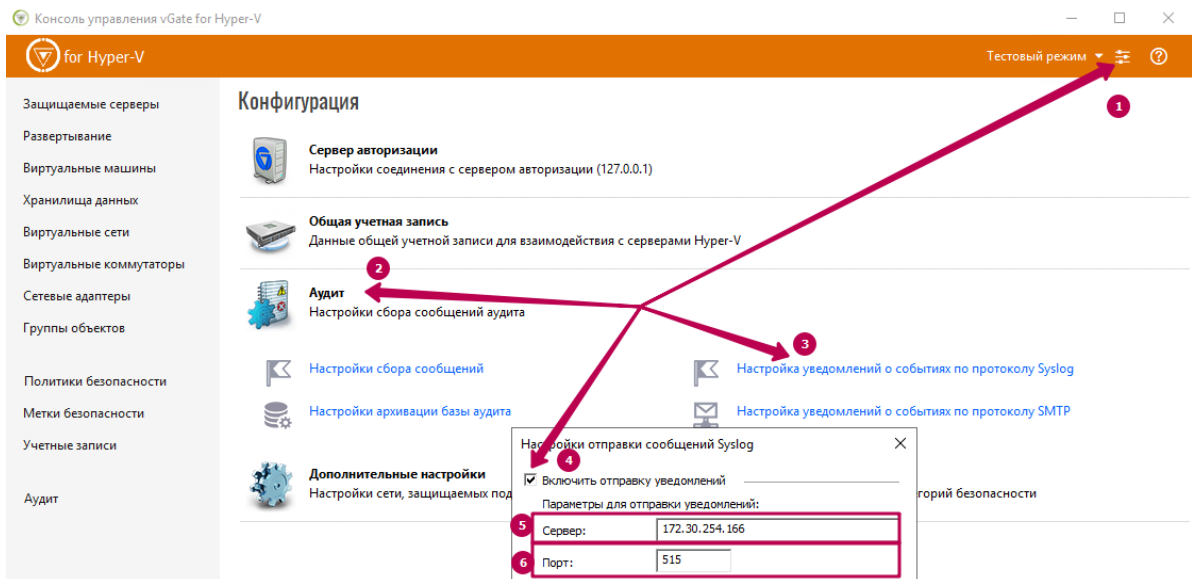 Консоль управления vGate for Hyper-V
for Hyper-V
Тестовый режим
1
Защищаемые серверы
Развертывание
Виртуальные машины
Хранилища данных
Виртуальные сети
Виртуальные коммутаторы
Сетевые адаптеры
Группы объектов
Политики безопасности
Метки безопасности
Учетные записи
Аудит
Конфигурация
Сервер авторизации
Настройки соединения с сервером авторизации (127.0.0.1)
Общая учетная запись
Данные общей учетной записи для взаимодействия с серверами Hyper-V
2
Аудит
Настройки сбора сообщений аудита
3
Настройки сбора сообщений
Настройка уведомлений о событиях по протоколу Syslog
Настройки архивации базы аудита
Настройка уведомлений о событиях по протоколу SMTP
Дополнительные настройки
Настройки сети, защищаемых под
горий безопасности
Настройки отправки сообщений Syslog
4
Включить отправку уведомлений
Параметры для отправки уведомлений:
5
Сервер: 172.30.254.166
6
Порт: 515